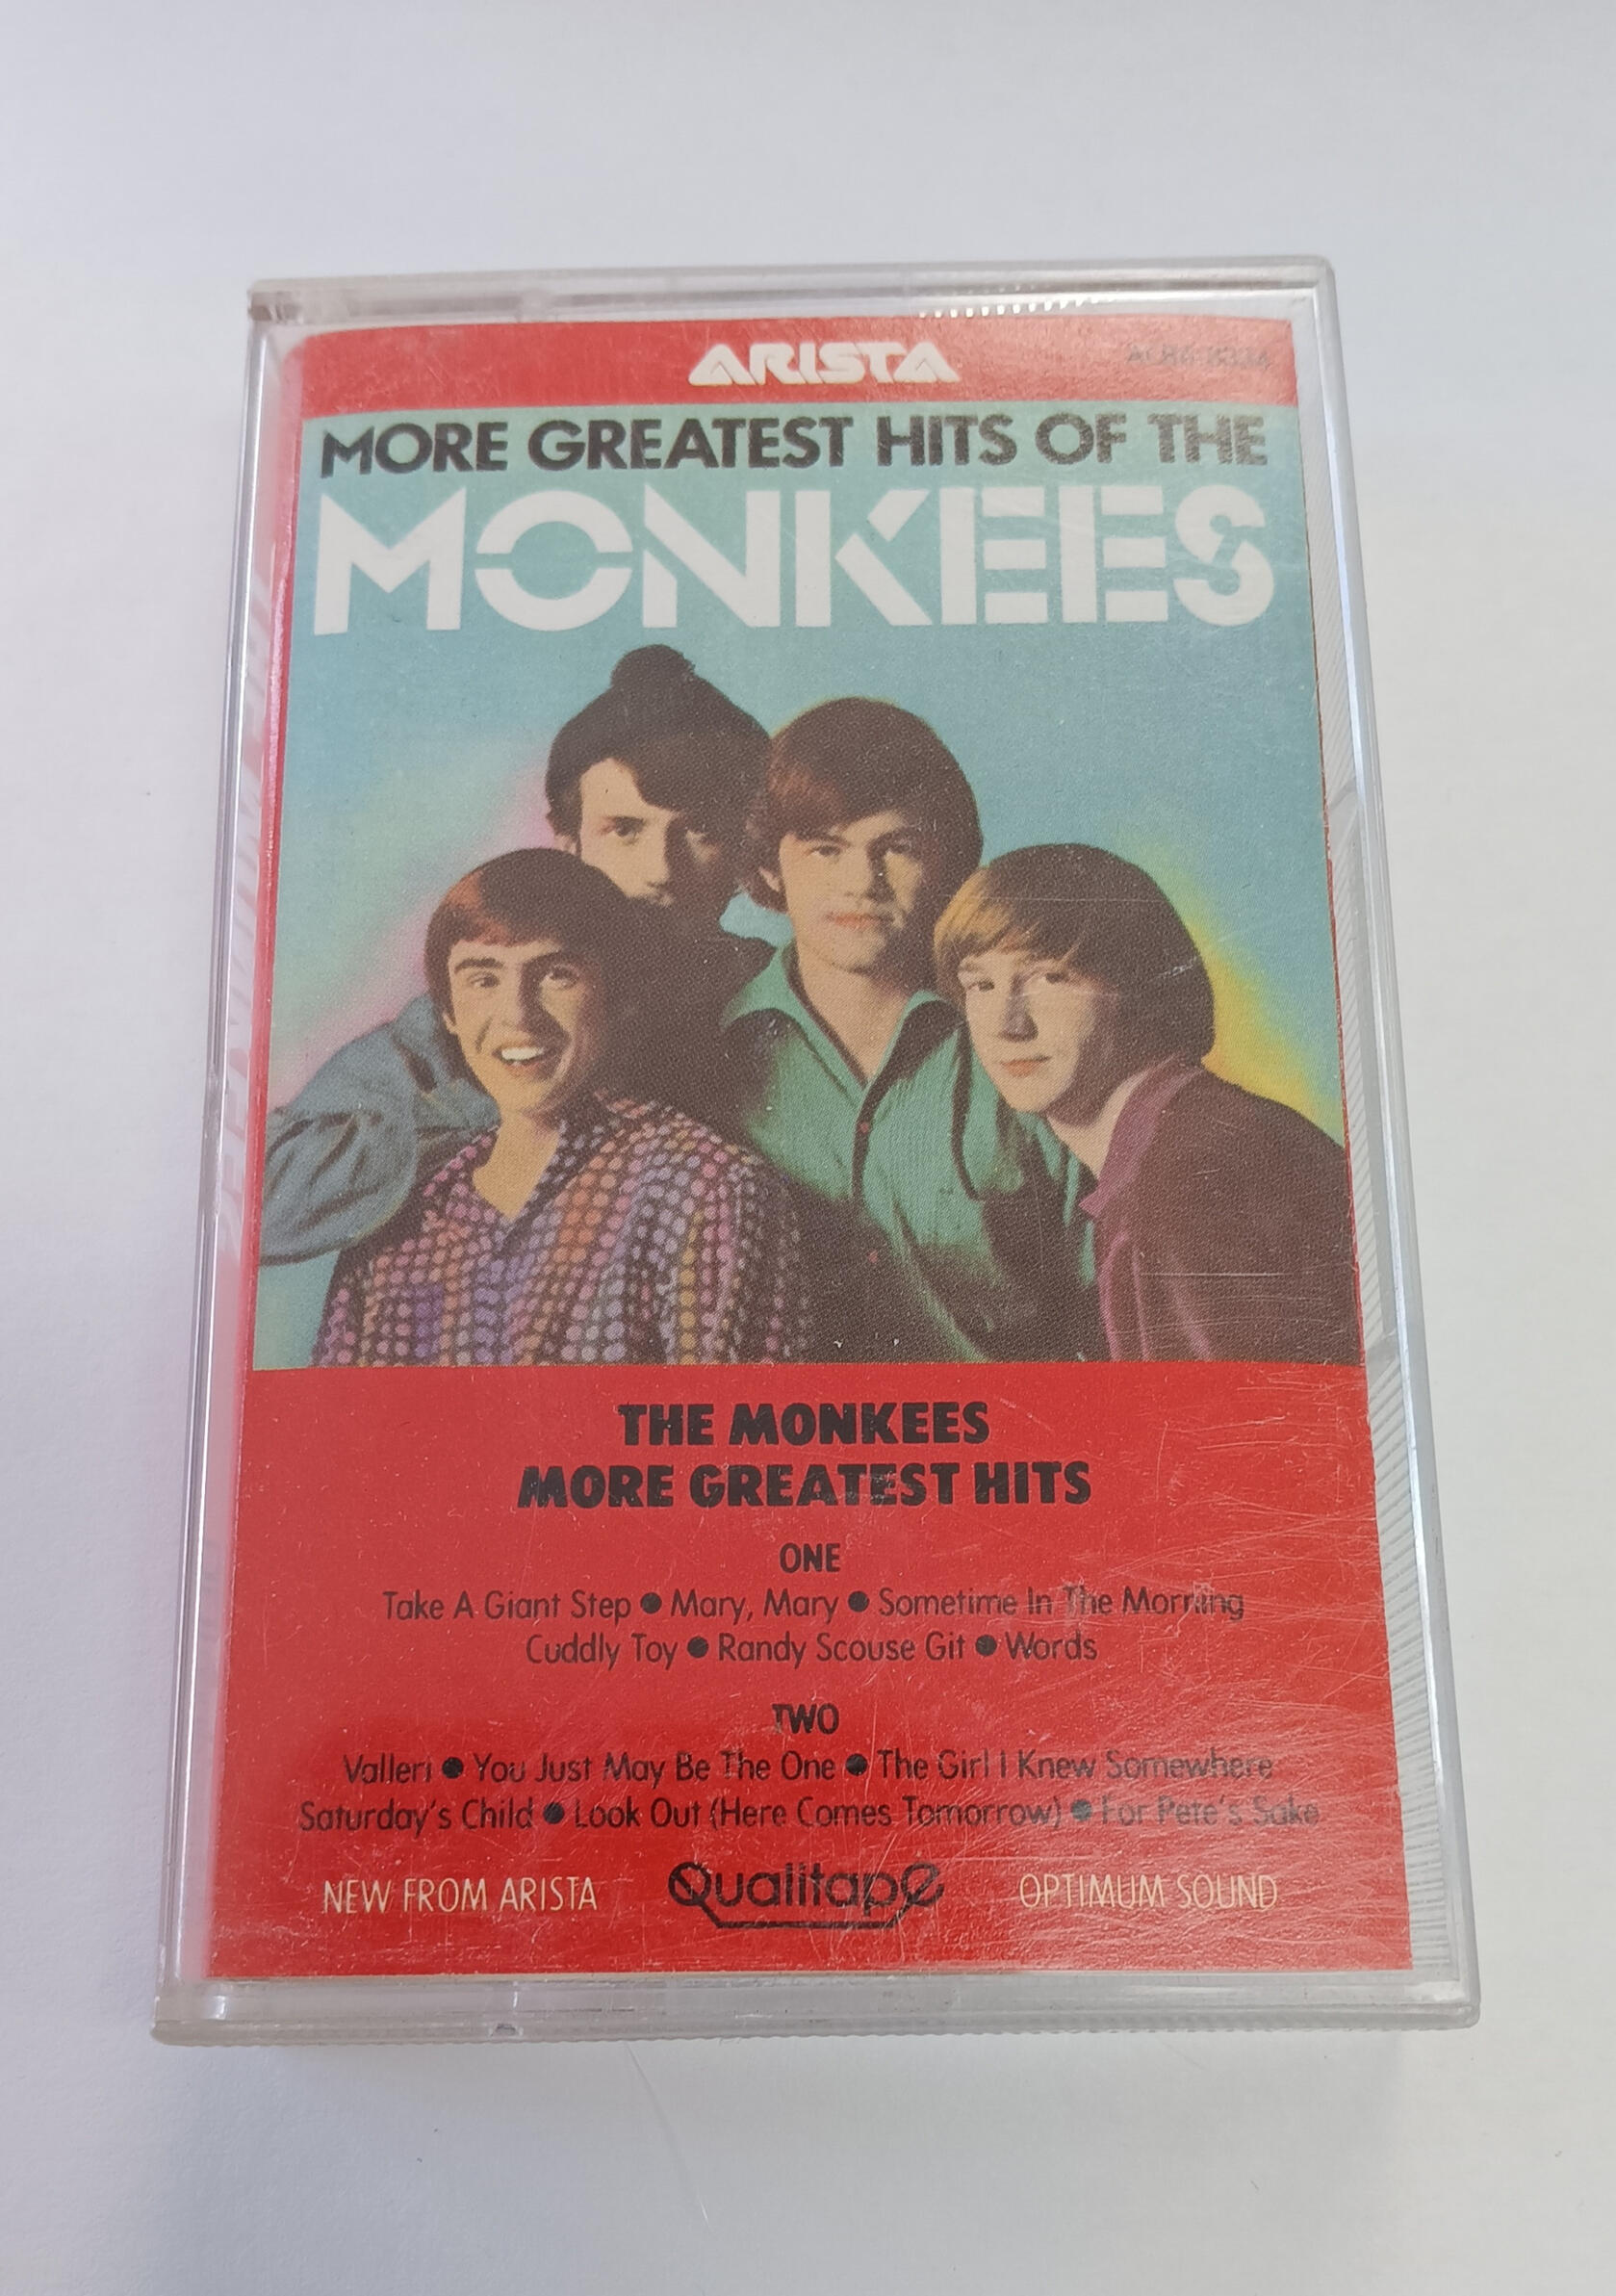 ARISTA
MORE GREATEST HITS OF THE
MONKEES
THE MONKEES
MORE GREATEST HITS
ONE
Take A Giant Step ● Mary, Mary ● Sometime In The Morning
Cuddly Toy ● Randy Scouse Git ● Words
TWO
Valleri ● You Just May Be The One ● The Girl I Knew Somewhere
Saturday's Child ● Look Out (Here Comes Tomorrow) ● For Pete's Sake
NEW FROM ARISTA Qualitape OPTIMUM SOUND